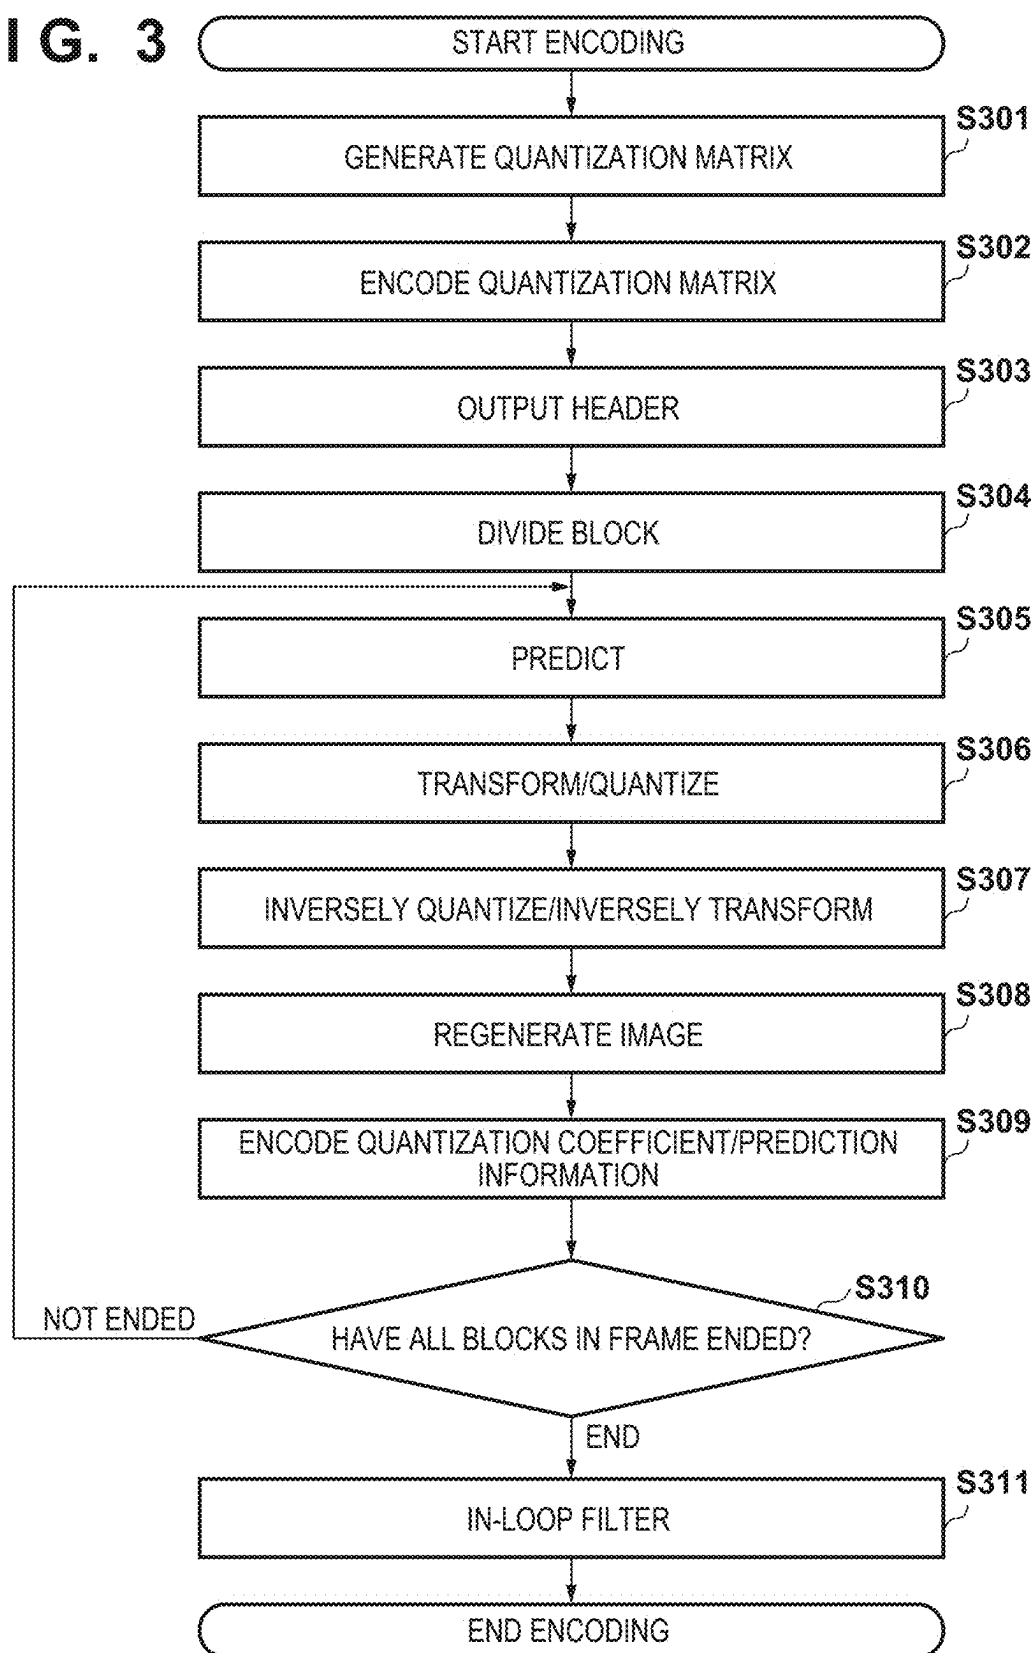 IG. 3
START ENCODING
S301
GENERATE QUANTIZATION MATRIX
S302
ENCODE QUANTIZATION MATRIX
S303
OUTPUT HEADER
S304
DIVIDE BLOCK
S305
PREDICT
S306
TRANSFORM/QUANTIZE
S307
INVERSELY QUANTIZE/INVERSELY TRANSFORM
S308
REGENERATE IMAGE
S309
ENCODE QUANTIZATION COEFFICIENT/PREDICTION
INFORMATION
S310
NOT ENDED
HAVE ALL BLOCKS IN FRAME ENDED?
END
S311
IN-LOOP FILTER
END ENCODING